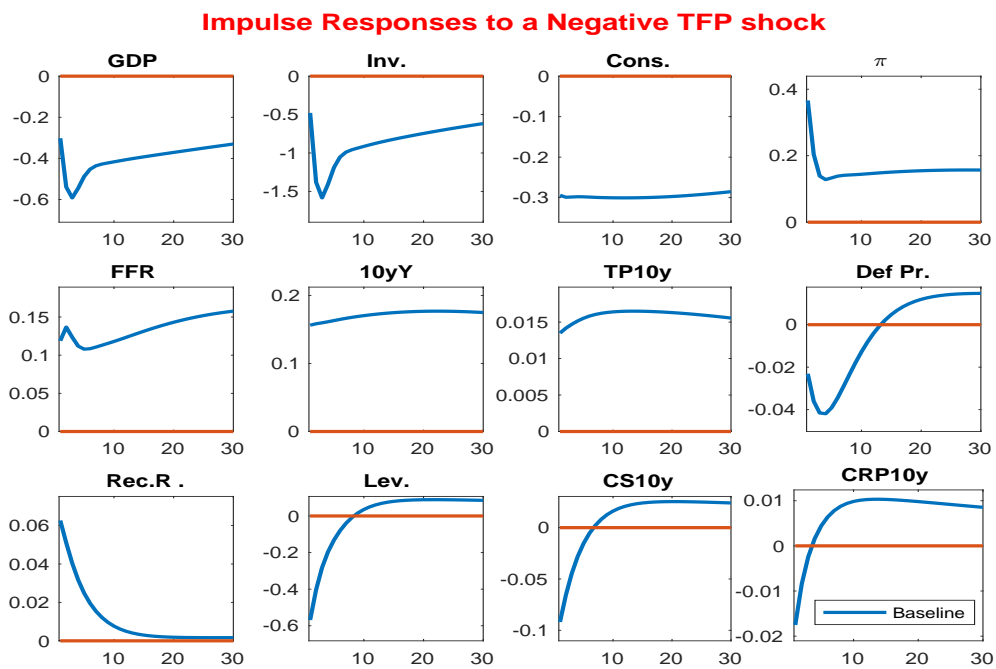 Impulse Responses to a Negative TFP shock
GDP
0
-0.2
-0.4
-0.6
10 20 30
Inv.
0
-0.5
-1
-1.5
10 20 30
Cons.
0
-0.1
-0.2
-0.3
10 20 30
π
0.4
0.2
0
10 20 30
FFR
0.15
0.1
0.05
0
10 20 30
10yY
0.2
0.1
0
10 20 30
TP10y
0.015
0.01
0.005
0
10 20 30
Def Pr.
0
-0.02
-0.04
10 20 30
Rec.R .
0.06
0.04
0.02
0
10 20 30
Lev.
0
-0.2
-0.4
-0.6
10 20 30
CS10y
0
-0.05
-0.1
10 20 30
CRP10y
0.01
0
-0.01
-0.02
10 20 30
Baseline